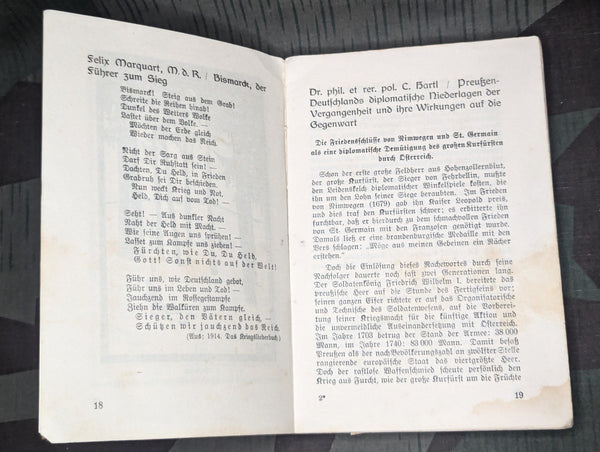 Felix Marquart, M. d. R. / Bismarck, der
Führer zum Sieg
Bismarck! Steig aus dem Grab!
Schreite die Reihen hinab!
Dunkel des Weiters Wolke
Lastet über dem Volke. —
Möchten der Erde gleich
Wieder machen das Reich.
Nicht der Sarg aus Stein
Darf Dir Ruhstatt sein! —
Dachten, Du Held, in Frieden
Grabruh sei Dir beschieden.
Nun weckt Krieg und Not,
Held, Dich auf vom Tod! —
Seht! — Aus dunkler Nacht
Naht der Held mit Macht. —
Wie seine Augen uns sprühen! —
Lasset zum Kampfe uns ziehen! —
Fürchten, wie Du, Du Held,
Gott! Sonst nichts auf der Welt!
Führ uns, wie Deutschland gebot,
Führ uns im Leben und Tod!
Jauchzend im Rossegestampf
Ziehn die Walküren zum Kampfe.
Sieger, den Vätern gleich, —
Schützen wir jauchzend das Reich.
(Aus: 1914. Das Kriegsliederbuch)
18
Dr. phil. et rer. pol. C. Hartl / Preußen-
Deutschlands diplomatische Niederlagen der
Vergangenheit und ihre Wirkungen auf die
Gegenwart
Die Friedensschlüsse von Nimwegen und St. Germain
als eine diplomatische Demütigung des großen Kurfürsten
durch Österreich.
Schon der erste große Feldherr aus Hohenzollernblut,
der große Kurfürst, der Sieger von Fehrbellin, mußte
den Leidenskelch diplomatischer Winkelspiele kosten, die
ihn um den Lohn seiner Siege beraubten. Im Frieden
von Nimwegen (1679) gab ihn Kaiser Leopold preis,
und dies traf den Kurfürsten schwer; es erbitterte ihn
auch, daß er hierdurch zu dem schmachvollen Frieden
von St. Germain mit den Franzosen genötigt wurde.
Damals ließ er eine brandenburgische Medaille mit den
Vers schlagen: „Möge aus meinen Gebeinen ein Rächer
erstehen.“
Doch die Einlösung dieses Rachewortes durch seine
Nachfolger dauerte noch fast zwei Generationen lang.
Der Soldatenkönig Friedrich Wilhelm I. bereitete das
preußische Heer auf die Stunde des Fertigseins vor;
seinen ganzen Eifer richtete er auf das Organisatorische
und Technische des Soldatenwesens, auf die Vorberei-
tung seiner Kriegsmacht für die künftige Aktion und
die unvermeidliche Auseinandersetzung mit Österreich.
Im Jahre 1703 betrug der Stand der Armee: 38 000
Mann, im Jahre 1740: 83 000 Mann. Damit besaß
Preußen als der nach Bevölkerungszahl an zwölfter Stelle
rangierende europäische Staat das viertgrößte Heer.
Doch der rastlose Waffenschmied scheute persönlich den
Krieg aus Furcht, wie der große Kurfürst um die Früchte
2*
19